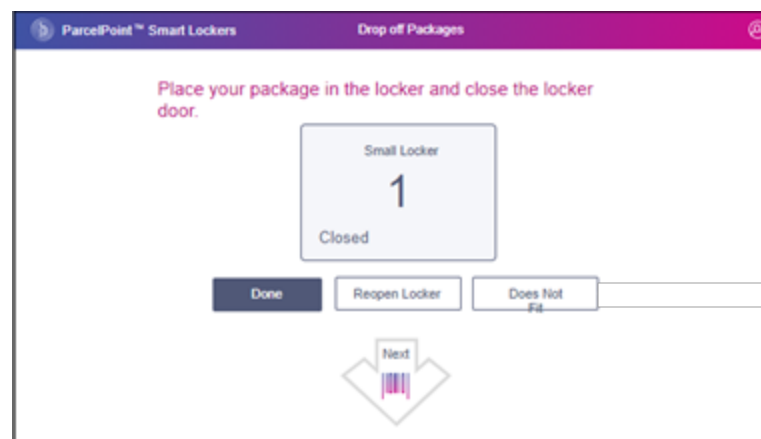 ParcelPoint™ Smart Lockers
Drop off Packages
Place your package in the locker and close the locker
door.
Small Locker
1
Closed
Done
Reopen Locker
Does Not
Fit
Next